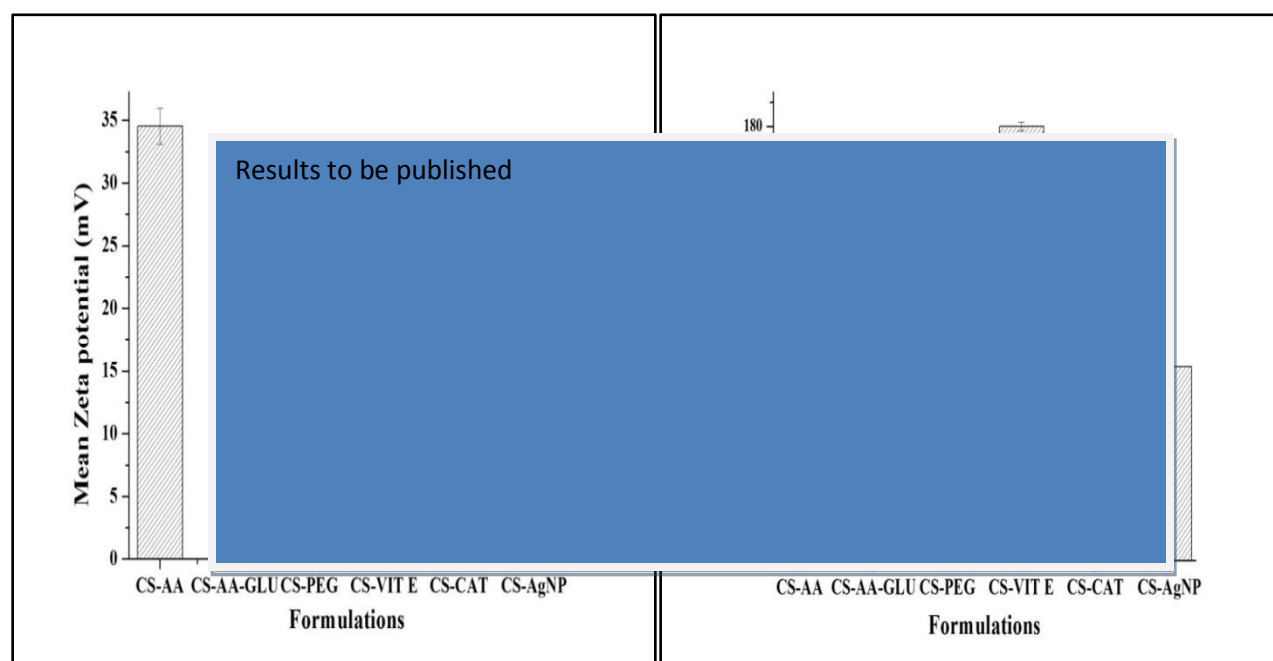 Mean Zeta potential (mV)
35
30
25
20
15
10
5
0
CS-AA CS-AA-GLU CS-PEG CS-VIT E CS-CAT CS-AgNP
Formulations
Results to be published
180
CS-AA CS-AA-GLU CS-PEG CS-VIT E CS-CAT CS-AgNP
Formulations